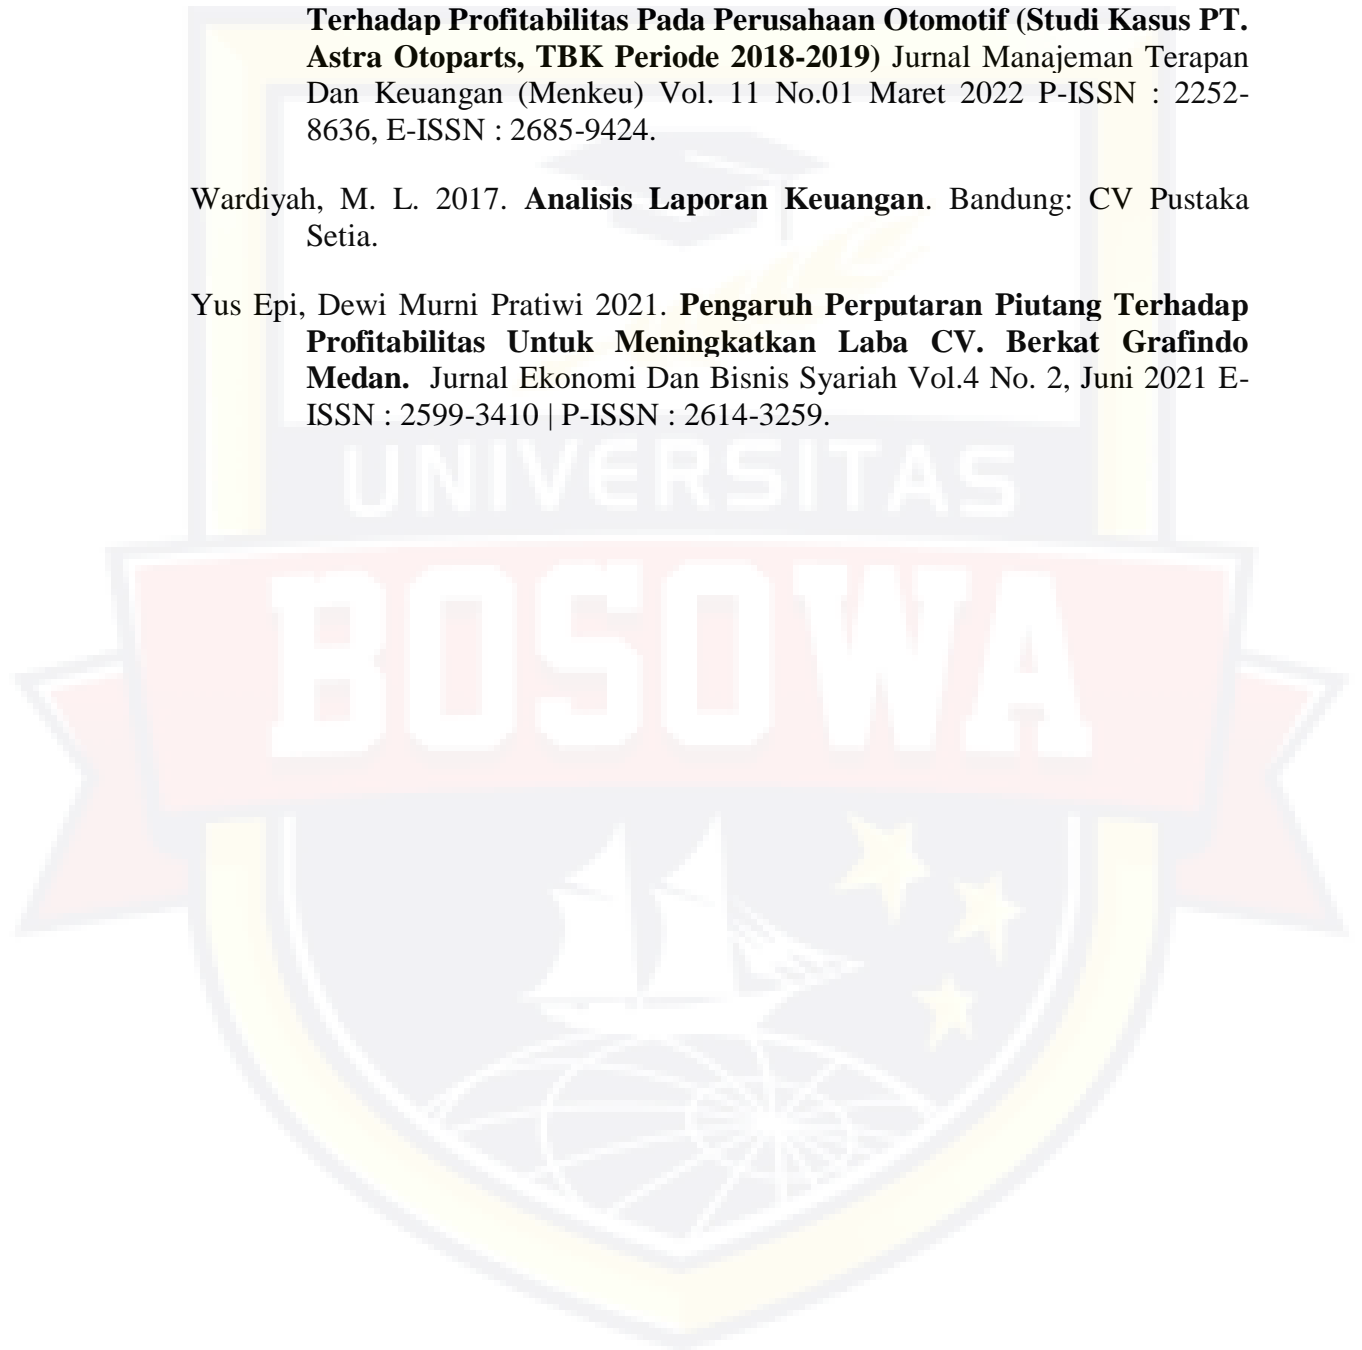 Terhadap Profitabilitas Pada Perusahaan Otomotif (Studi Kasus PT.
Astra Otoparts, TBK Periode 2018-2019) Jurnal Manajeman Terapan
Dan Keuangan (Menkeu) Vol. 11 No.01 Maret 2022 P-ISSN : 2252-
8636, E-ISSN : 2685-9424.
Wardiyah, M. L. 2017. Analisis Laporan Keuangan. Bandung: CV Pustaka
Setia.
Yus Epi, Dewi Murni Pratiwi 2021. Pengaruh Perputaran Piutang Terhadap
Profitabilitas Untuk Meningkatkan Laba CV. Berkat Grafindo
Medan. Jurnal Ekonomi Dan Bisnis Syariah Vol.4 No. 2, Juni 2021 E-
ISSN : 2599-3410 | P-ISSN : 2614-3259.
UNIVERSITAS
BOSOWA